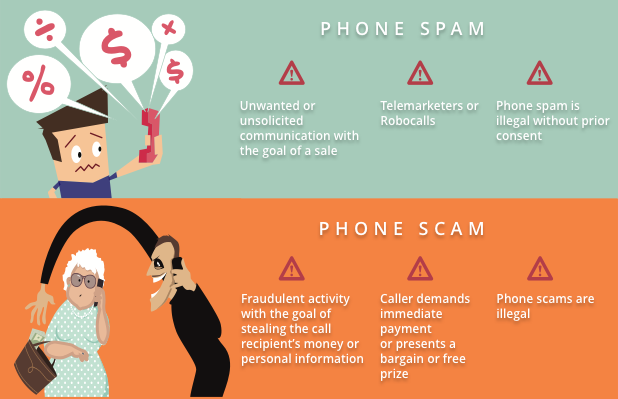 ÷
$
×
%
$
PHONE SPAM
Unwanted or
unsolicited
communication with
the goal of a sale
Telemarketers or
Robocalls
Phone spam is
illegal without prior
consent
PHONE SCAM
Fraudulent activity
with the goal of
stealing the call
recipient's money or
personal information
Caller demands
immediate
payment
or presents a
bargain or free
prize
Phone scams are
illegal